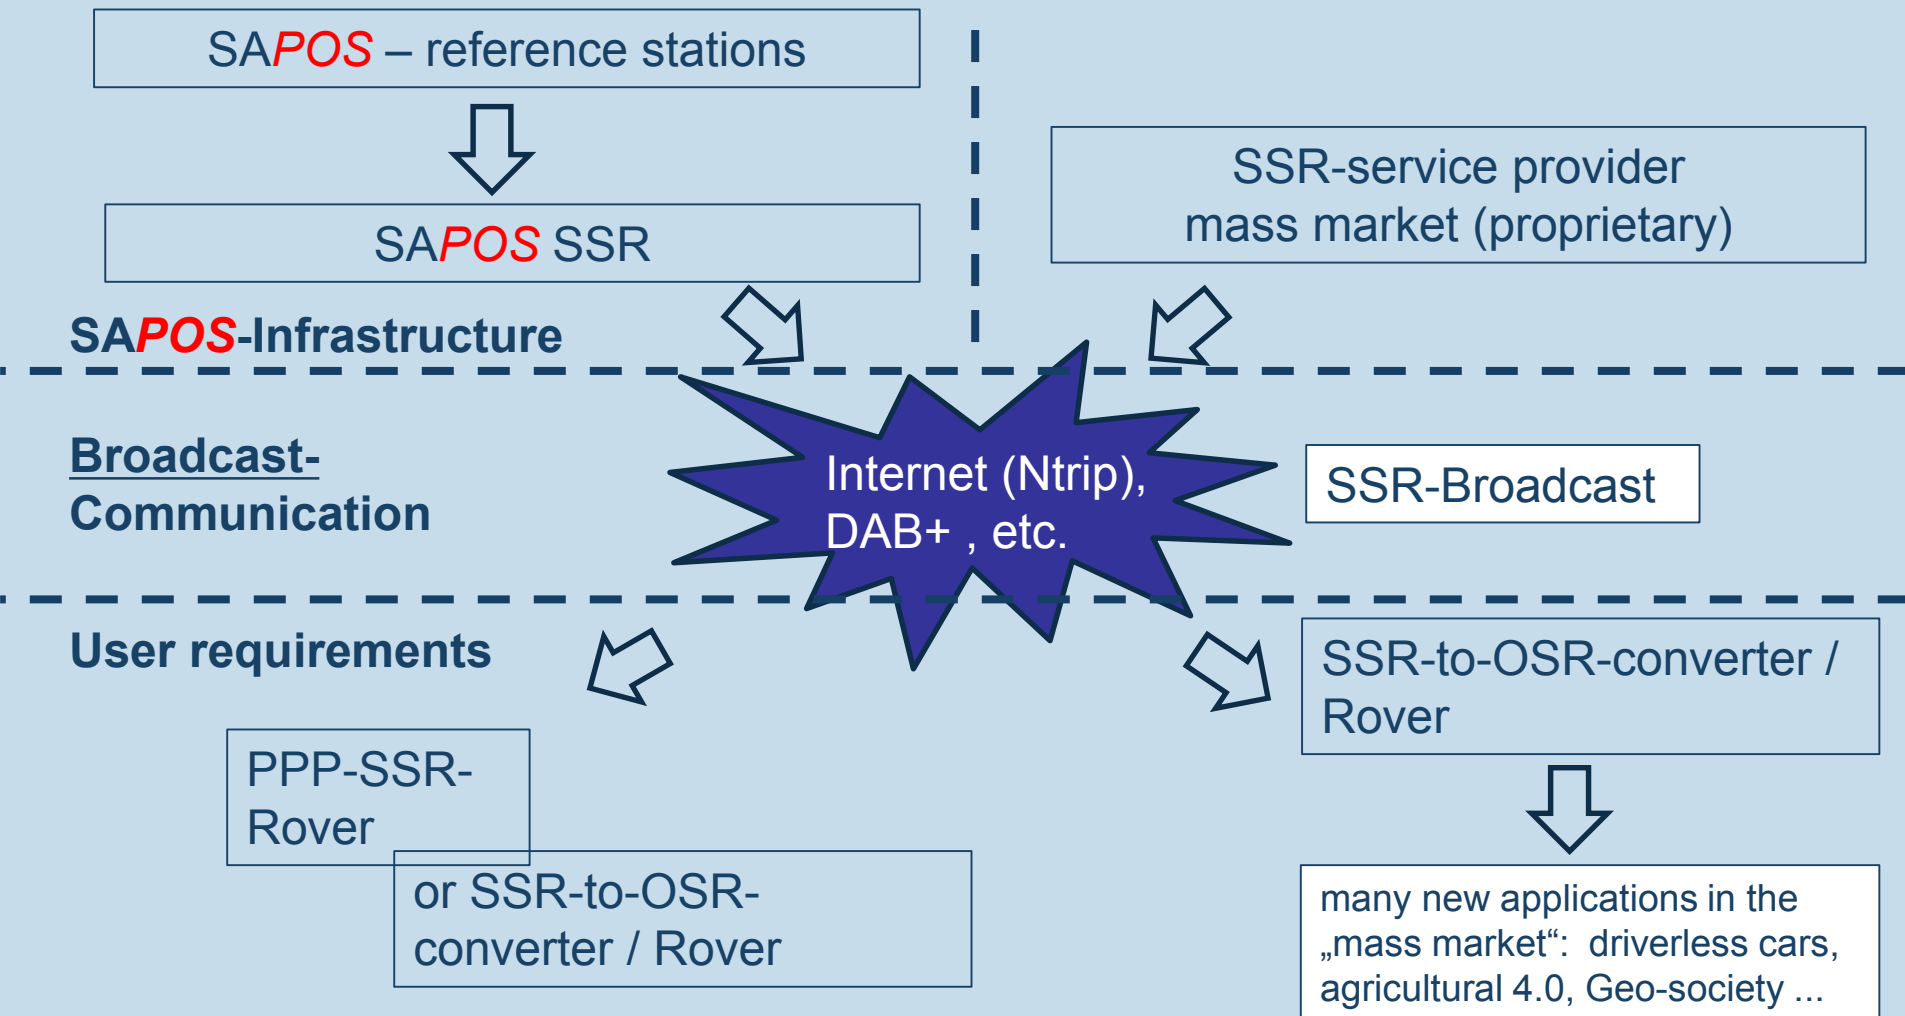 SAPOS – reference stations
SSR-service provider
mass market (proprietary)
SAPOS SSR
SAPOS-Infrastructure
Broadcast-
Communication
Internet (Ntrip),
DAB+ , etc.
SSR-Broadcast
User requirements
SSR-to-OSR-converter /
Rover
PPP-SSR-
Rover
or SSR-to-OSR-
converter / Rover
many new applications in the
„mass market“: driverless cars,
agricultural 4.0, Geo-society ...